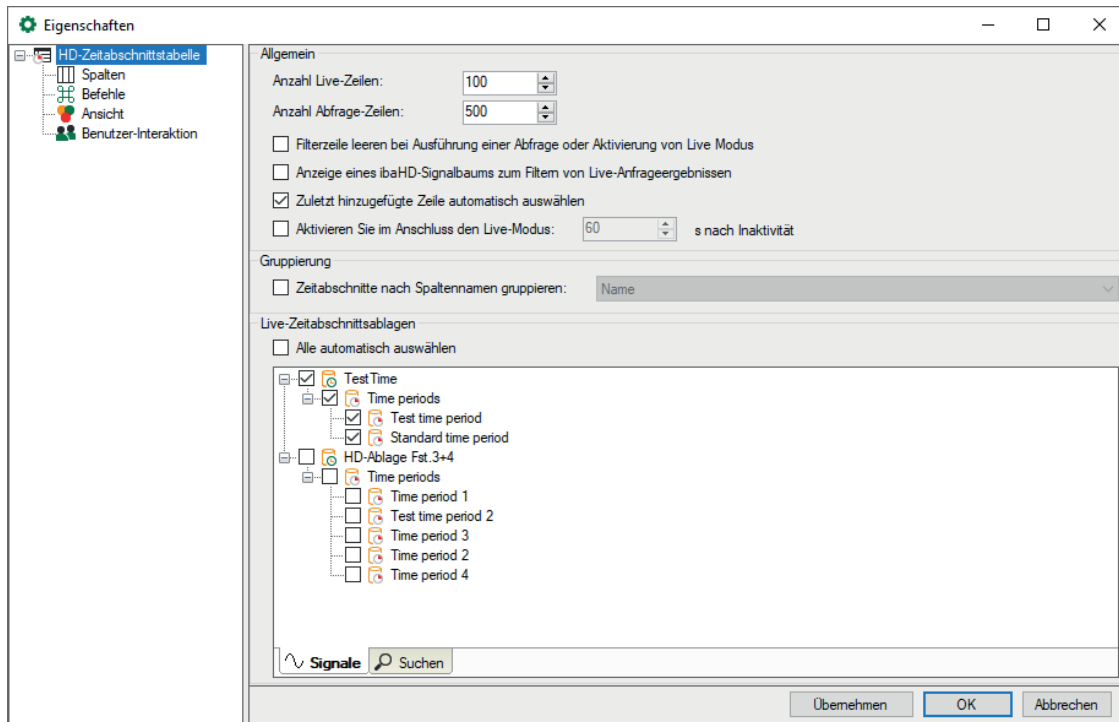 Eigenschaften
HD-Zeitabschnittstabelle
Spalten
Befehle
Ansicht
Benutzer-Interaktion
Allgemein
Anzahl Live-Zeilen: 100
Anzahl Abfrage-Zeilen: 500
Filterzeile leeren bei Ausführung einer Abfrage oder Aktivierung von Live Modus
Anzeige eines ibaHD-Signalbaums zum Filtern von Live-Anfrageergebnissen
Zuletzt hinzugefügte Zeile automatisch auswählen
Aktivieren Sie im Anschluss den Live-Modus: 60 s nach Inaktivität
Gruppierung
Zeitabschnitte nach Spaltennamen gruppieren: Name
Live-Zeitabschnittsablagen
Alle automatisch auswählen
TestTime
Time periods
Test time period
Standard time period
HD-Ablage Fst.3+4
Time periods
Time period 1
Test time period 2
Time period 3
Time period 2
Time period 4
Signale Suchen
Übernehmen OK Abbrechen